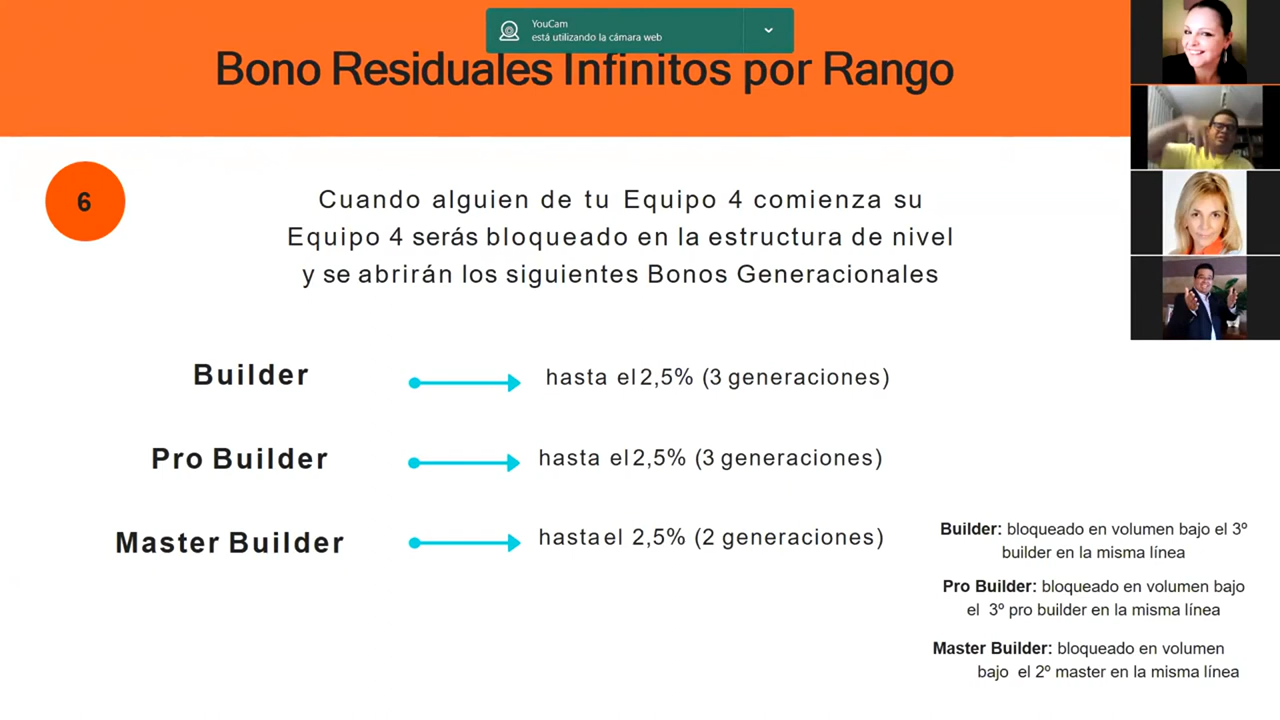 YouCam
está utilizando la cámara web
Bono Residuales Infinitos por Rango
6
Cuando alguien de tu Equipo 4 comienza su
Equipo 4 serás bloqueado en la estructura de nivel
y se abrirán los siguientes Bonos Generacionales
Builder
hasta el 2,5% (3 generaciones)
Pro Builder
hasta el 2,5% (3 generaciones)
Master Builder
hasta el 2,5% (2 generaciones)
Builder: bloqueado en volumen bajo el 3º
builder en la misma línea
Pro Builder: bloqueado en volumen bajo
el 3º pro builder en la misma línea
Master Builder: bloqueado en volumen
bajo el 2º master en la misma línea